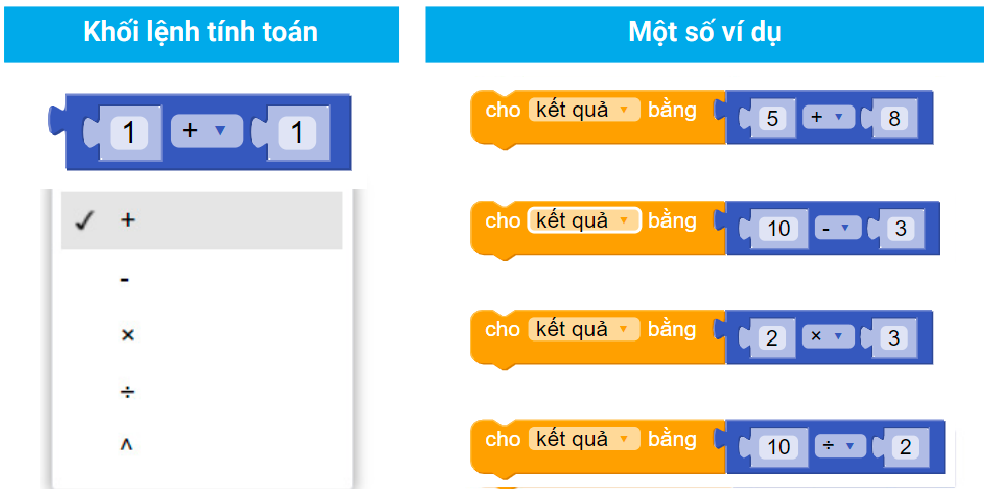 Khối lệnh tính toán
1 + 1
✓ +
-
×
÷
^
Một số ví dụ
cho kết quả bằng 5 + 8
cho kết quả bằng 10 - 3
cho kết quả bằng 2 × 3
cho kết quả bằng 10 ÷ 2